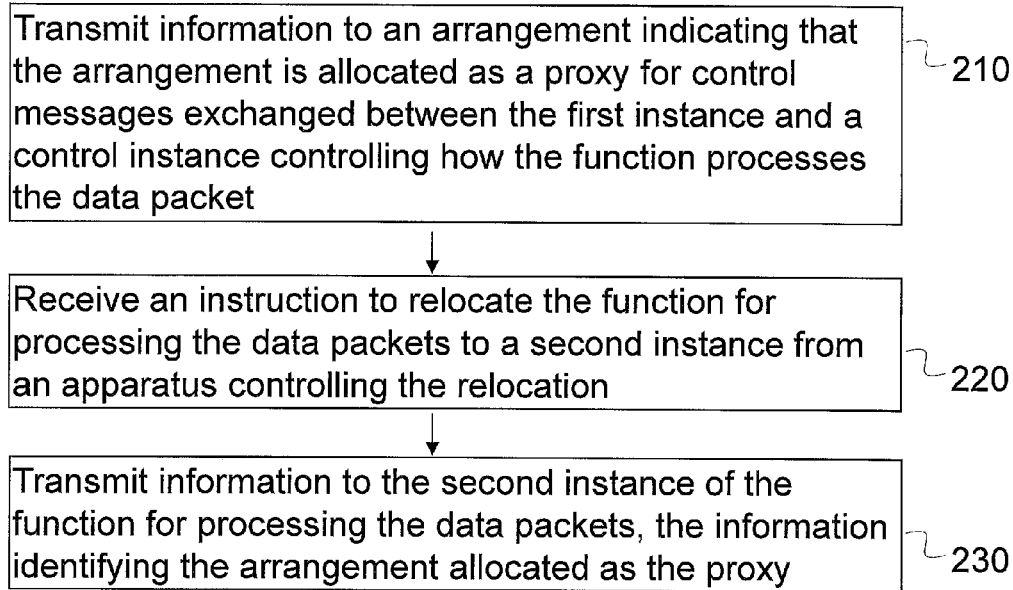 Transmit information to an arrangement indicating that
the arrangement is allocated as a proxy for control
messages exchanged between the first instance and a
control instance controlling how the function processes
the data packet
210
Receive an instruction to relocate the function for
processing the data packets to a second instance from
an apparatus controlling the relocation
220
Transmit information to the second instance of the
function for processing the data packets, the information
identifying the arrangement allocated as the proxy
230